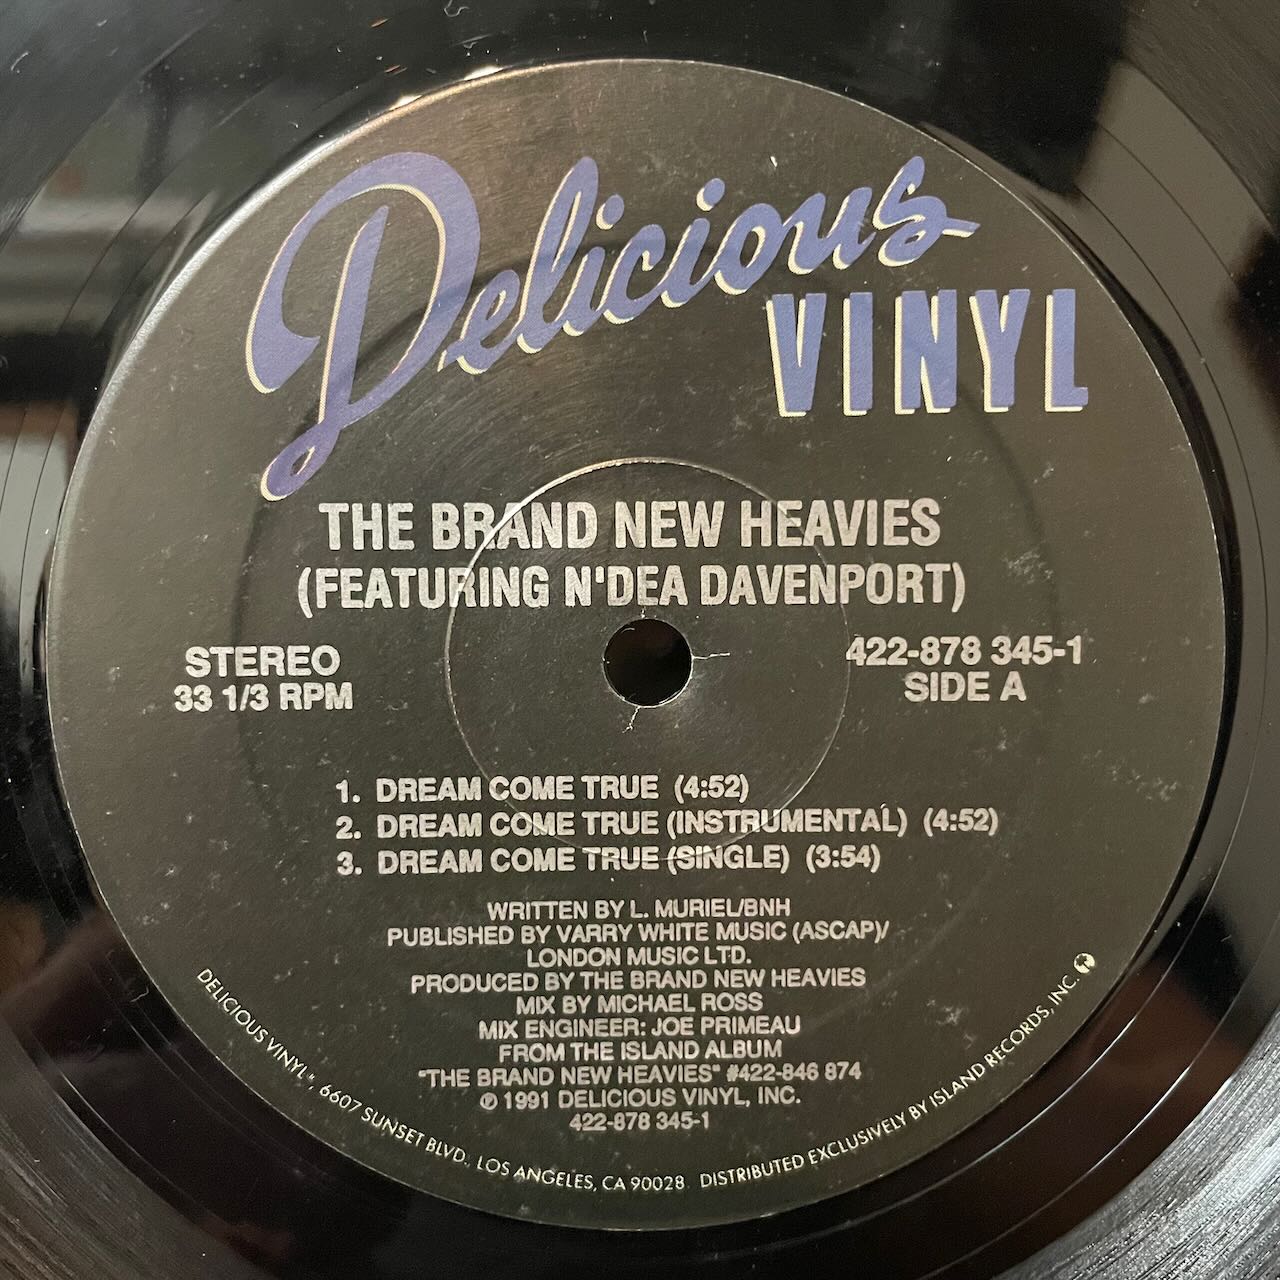 Delicious
VINYL
THE BRAND NEW HEAVIES
(FEATURING N'DEA DAVENPORT)
STEREO
33 1/3 RPM
422-878 345-1
SIDE A
1. DREAM COME TRUE (4:52)
2. DREAM COME TRUE (INSTRUMENTAL) (4:52)
3. DREAM COME TRUE (SINGLE) (3:54)
WRITTEN BY L. MURIEL/BNH
PUBLISHED BY VARRY WHITE MUSIC (ASCAP)/
LONDON MUSIC LTD.
PRODUCED BY THE BRAND NEW HEAVIES
MIX BY MICHAEL ROSS
MIX ENGINEER: JOE PRIMEAU
FROM THE ISLAND ALBUM
"THE BRAND NEW HEAVIES" #422-846 874
℗ 1991 DELICIOUS VINYL, INC.
422-878 345-1
DELICIOUS VINYL™, 6607 SUNSET BLVD., LOS ANGELES, CA 90028. DISTRIBUTED EXCLUSIVELY BY ISLAND RECORDS, INC.